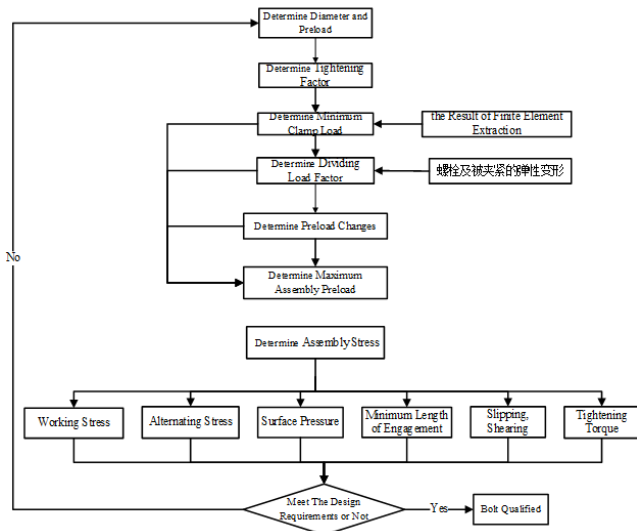 Determine Diameter and
Preload
Determine Tightening
Factor
Determine Minimum
Clamp Load
the Result of Finite Element
Extraction
Determine Dividing
Load Factor
螺栓及被夹紧的弹性变形
Determine Preload Changes
No
Determine Maximum
Assembly Preload
Determine Assembly Stress
Working Stress
Alternating Stress
Surface Pressure
Minimum Length
of Engagement
Slipping,
Shearing
Tightening
Torque
Meet The Design
Requirements or Not
Yes
Bolt Qualified